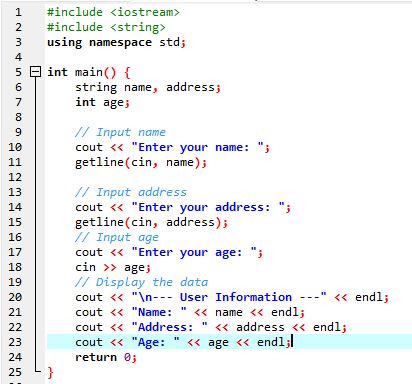 1 #include <iostream>
2 #include <string>
3 using namespace std;
4
5 int main() {
6 string name, address;
7 int age;
8
9 // Input name
10 cout << "Enter your name: ";
11 getline(cin, name);
12
13 // Input address
14 cout << "Enter your address: ";
15 getline(cin, address);
16 // Input age
17 cout << "Enter your age: ";
18 cin >> age;
19 // Display the data
20 cout << "\n--- User Information ---" << endl;
21 cout << "Name: " << name << endl;
22 cout << "Address: " << address << endl;
23 cout << "Age: " << age << endl;
24 return 0;
25 }